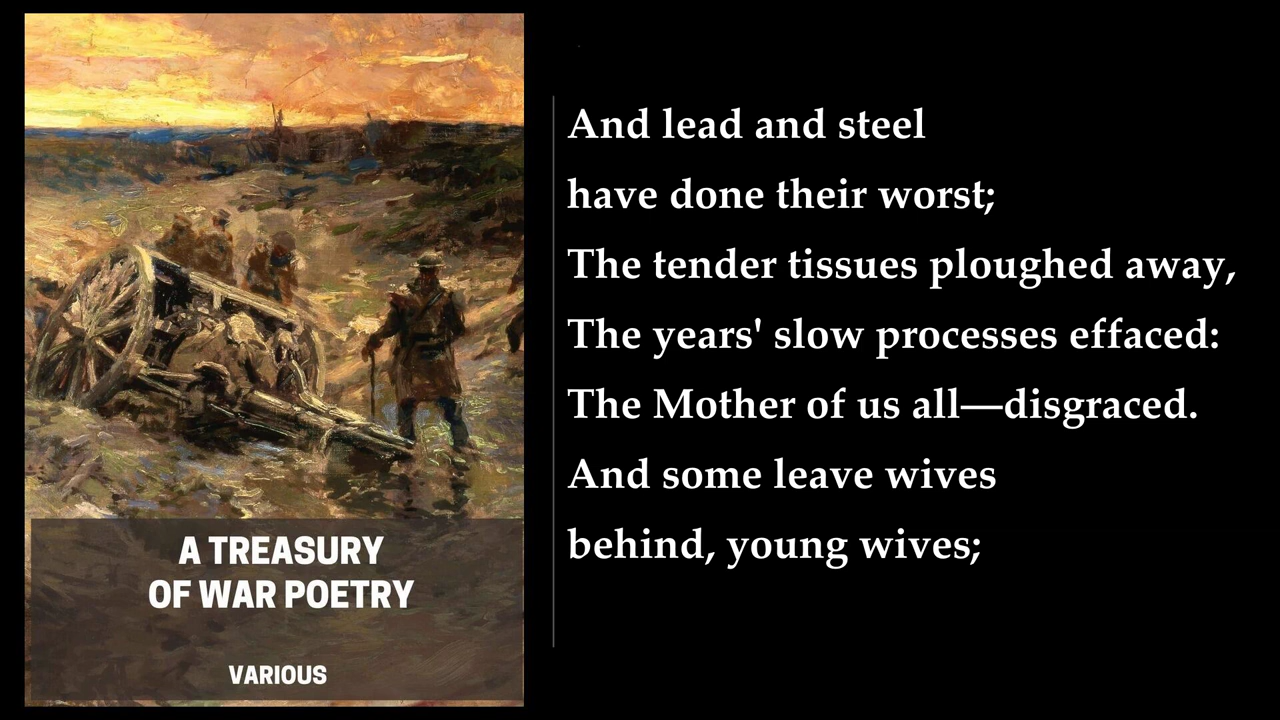 A TREASURY
OF WAR POETRY
VARIOUS
And lead and steel
have done their worst;
The tender tissues ploughed away,
The years' slow processes effaced:
The Mother of us all—disgraced.
And some leave wives
behind, young wives;